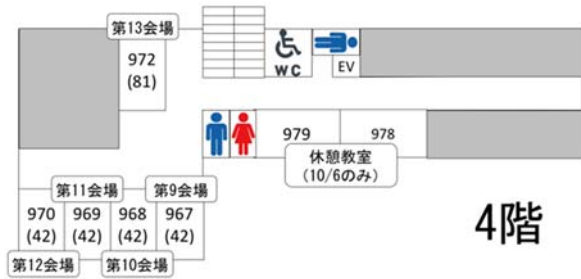 第13会場
972
(81)
WC
EV
979
978
休憩教室
(10/6のみ)
第11会場
第9会場
970
(42)
969
(42)
968
(42)
967
(42)
第12会場
第10会場
4階